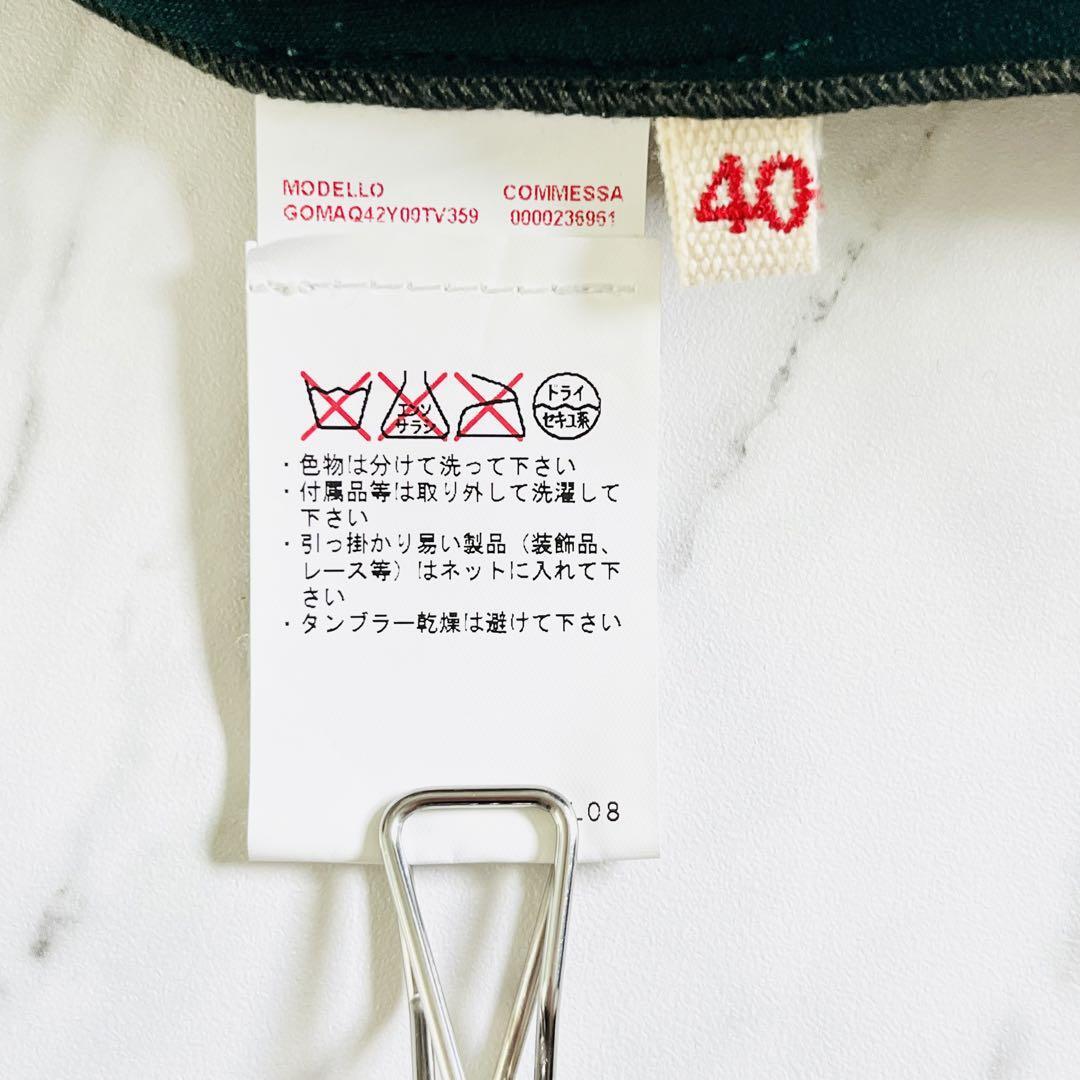 MODELLO COMMESSA
GOMAQ42Y00TV359 0000236961
40
エンソ
サラシ
ドライ
セキユ系
・色物は分けて洗って下さい
・付属品等は取り外して洗濯して
下さい
・引っ掛かり易い製品（装飾品、
レース等）はネットに入れて下
さい
・タンブラー乾燥は避けて下さい
L08